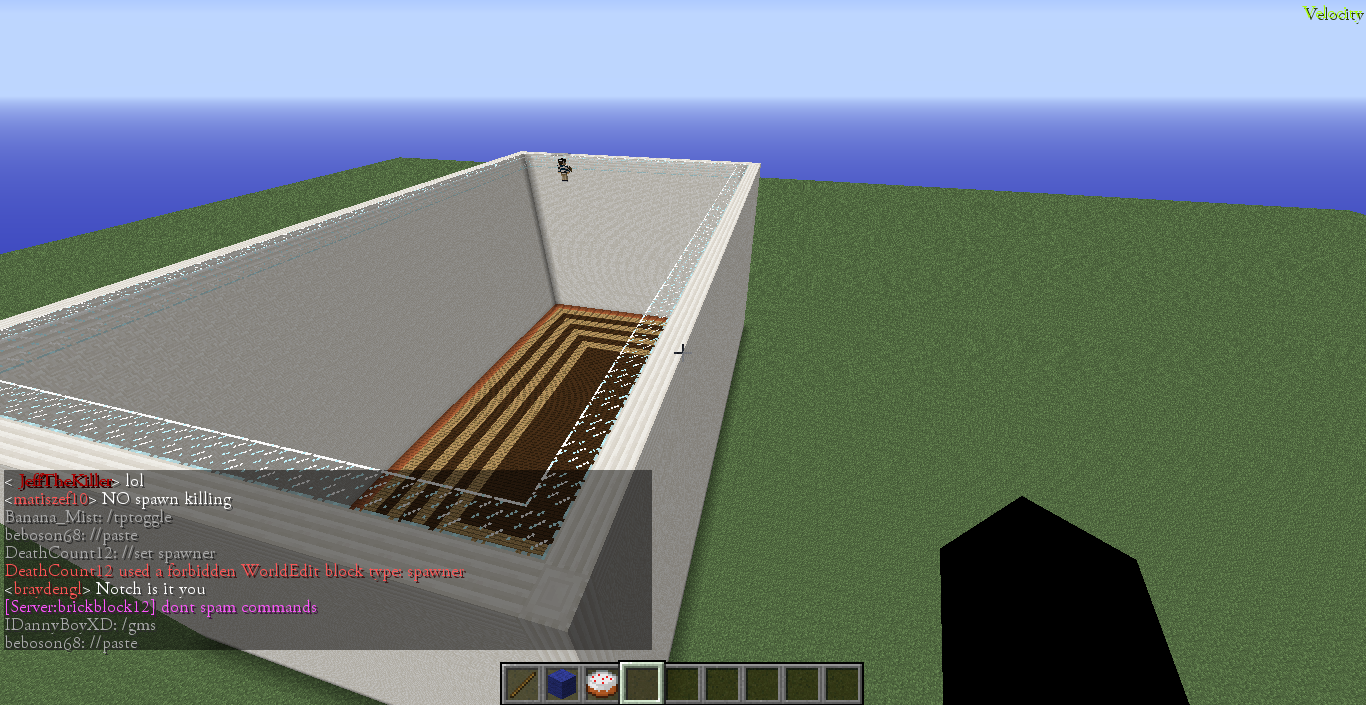 Velocity
< JeffTheKiller> lol
<matiszef10> NO spawn killing
Banana_Mist: /tptoggle
beboson68: //paste
DeathCount12: //set spawner
DeathCount12 used a forbidden WorldEdit block type: spawner
<braydengl> Notch is it you
[Server:brickblock12] dont spam commands
IDannyBoyXD: /gms
beboson68: //paste